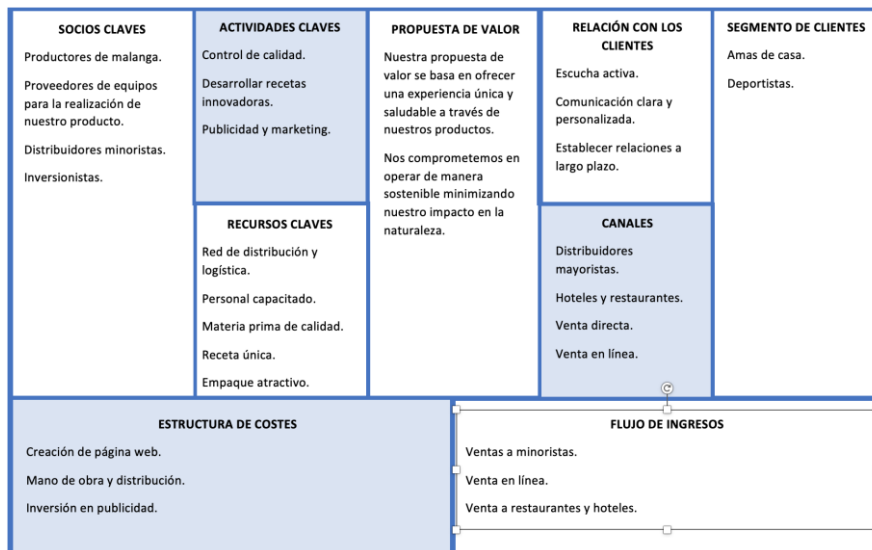 SOCIOS CLAVES
Productores de malanga.
Proveedores de equipos
para la realización de
nuestro producto.
Distribuidores minoristas.
Inversionistas.
ACTIVIDADES CLAVES
Control de calidad.
Desarrollar recetas
innovadoras.
Publicidad y marketing.
RECURSOS CLAVES
Red de distribución y
logística.
Personal capacitado.
Materia prima de calidad.
Receta única.
Empaque atractivo.
PROPUESTA DE VALOR
Nuestra propuesta de
valor se basa en ofrecer
una experiencia única y
saludable a través de
nuestros productos.
Nos comprometemos en
operar de manera
sostenible minimizando
nuestro impacto en la
naturaleza.
RELACIÓN CON LOS
CLIENTES
Escucha activa.
Comunicación clara y
personalizada.
Establecer relaciones a
largo plazo.
CANALES
Distribuidores
mayoristas.
Hoteles y restaurantes.
Venta directa.
Venta en línea.
SEGMENTO DE CLIENTES
Amas de casa.
Deportistas.
ESTRUCTURA DE COSTES
Creación de página web.
Mano de obra y distribución.
Inversión en publicidad.
FLUJO DE INGRESOS
Ventas a minoristas.
Venta en línea.
Venta a restaurantes y hoteles.